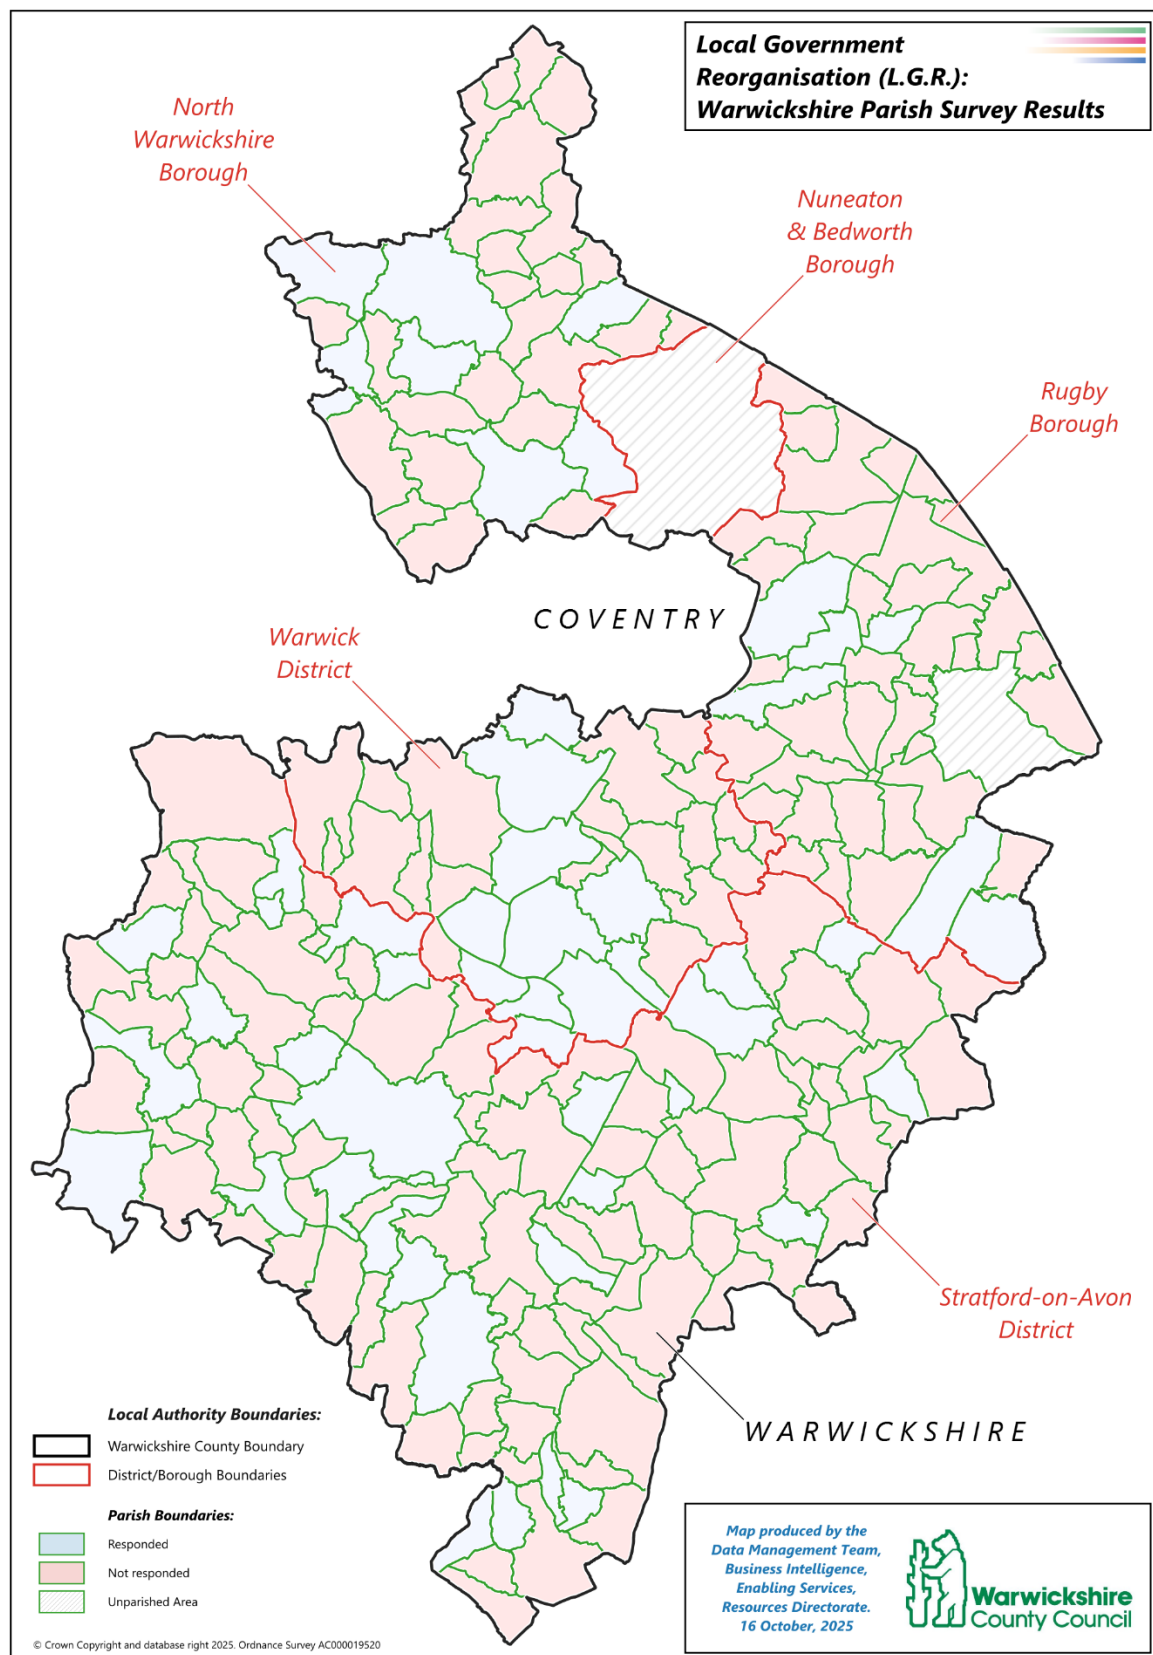 Local Government
Reorganisation (L.G.R.):
Warwickshire Parish Survey Results
North
Warwickshire
Borough
Nuneaton
& Bedworth
Borough
Rugby
Borough
COVENTRY
Warwick
District
Stratford-on-Avon
District
WARWICKSHIRE
Local Authority Boundaries:
Warwickshire County Boundary
District/Borough Boundaries
Parish Boundaries:
Responded
Not responded
Unparished Area
© Crown Copyright and database right 2025. Ordnance Survey AC000019520
Map produced by the
Data Management Team,
Business Intelligence,
Enabling Services,
Resources Directorate.
16 October, 2025
Warwickshire
County Council